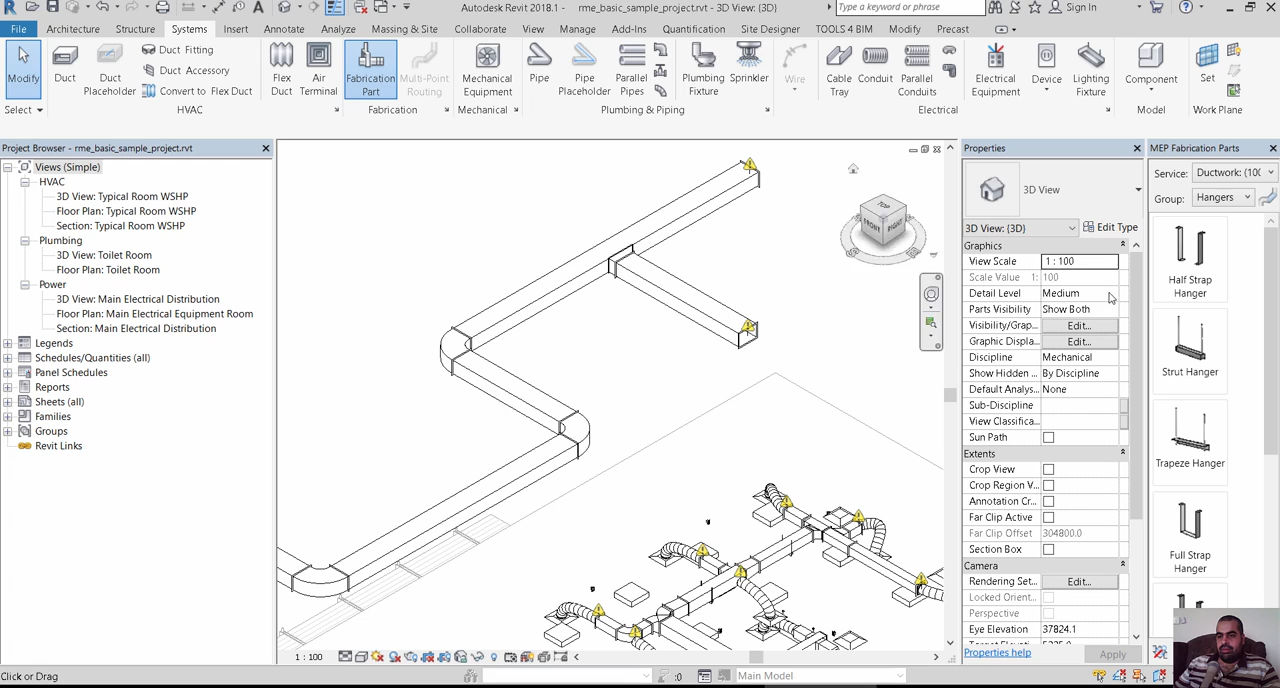 Autodesk Revit 2018.1 - rme_basic_sample_project.rvt - 3D View: {3D}
Type a keyword or phrase
Sign In
File Architecture Structure Systems Insert Annotate Analyze Massing & Site Collaborate View Manage Add-Ins Quantification Site Designer TOOLS 4 BIM Modify Precast
Modify
Duct
Duct Placeholder
Duct Fitting
Duct Accessory
Convert to Flex Duct
Flex Duct
Air Terminal
Fabrication Part
Multi-Point Routing
Mechanical Equipment
Pipe
Pipe Placeholder
Parallel Pipes
Plumbing Fixture
Sprinkler
Wire
Cable Tray
Conduit
Parallel Conduits
Electrical Equipment
Device
Lighting Fixture
Component
Set
Select HVAC Fabrication Mechanical Plumbing & Piping Electrical Model Work Plane
Project Browser - rme_basic_sample_project.rvt
Views (Simple)
HVAC
3D View: Typical Room WSHP
Floor Plan: Typical Room WSHP
Section: Typical Room WSHP
Plumbing
3D View: Toilet Room
Floor Plan: Toilet Room
Power
3D View: Main Electrical Distribution
Floor Plan: Main Electrical Equipment Room
Section: Main Electrical Distribution
Legends
Schedules/Quantities (all)
Panel Schedules
Reports
Sheets (all)
Families
Groups
Revit Links
TOP
FRONT
RIGHT
Properties
3D View
3D View: {3D} Edit Type
Graphics
View Scale 1 : 100
Scale Value 1: 100
Detail Level Medium
Parts Visibility Show Both
Visibility/Grap... Edit...
Graphic Displa... Edit...
Discipline Mechanical
Show Hidden ... By Discipline
Default Analys... None
Sub-Discipline
View Classifica...
Sun Path
Extents
Crop View
Crop Region V...
Annotation Cr...
Far Clip Active
Far Clip Offset 304800.0
Section Box
Camera
Rendering Set... Edit...
Locked Orient...
Perspective
Eye Elevation 37824.1
Properties help Apply
MEP Fabrication Parts
Service: Ductwork: (10(
Group: Hangers
Half Strap Hanger
Strut Hanger
Trapeze Hanger
Full Strap Hanger
1 : 100
Click or Drag
:0
Main Model